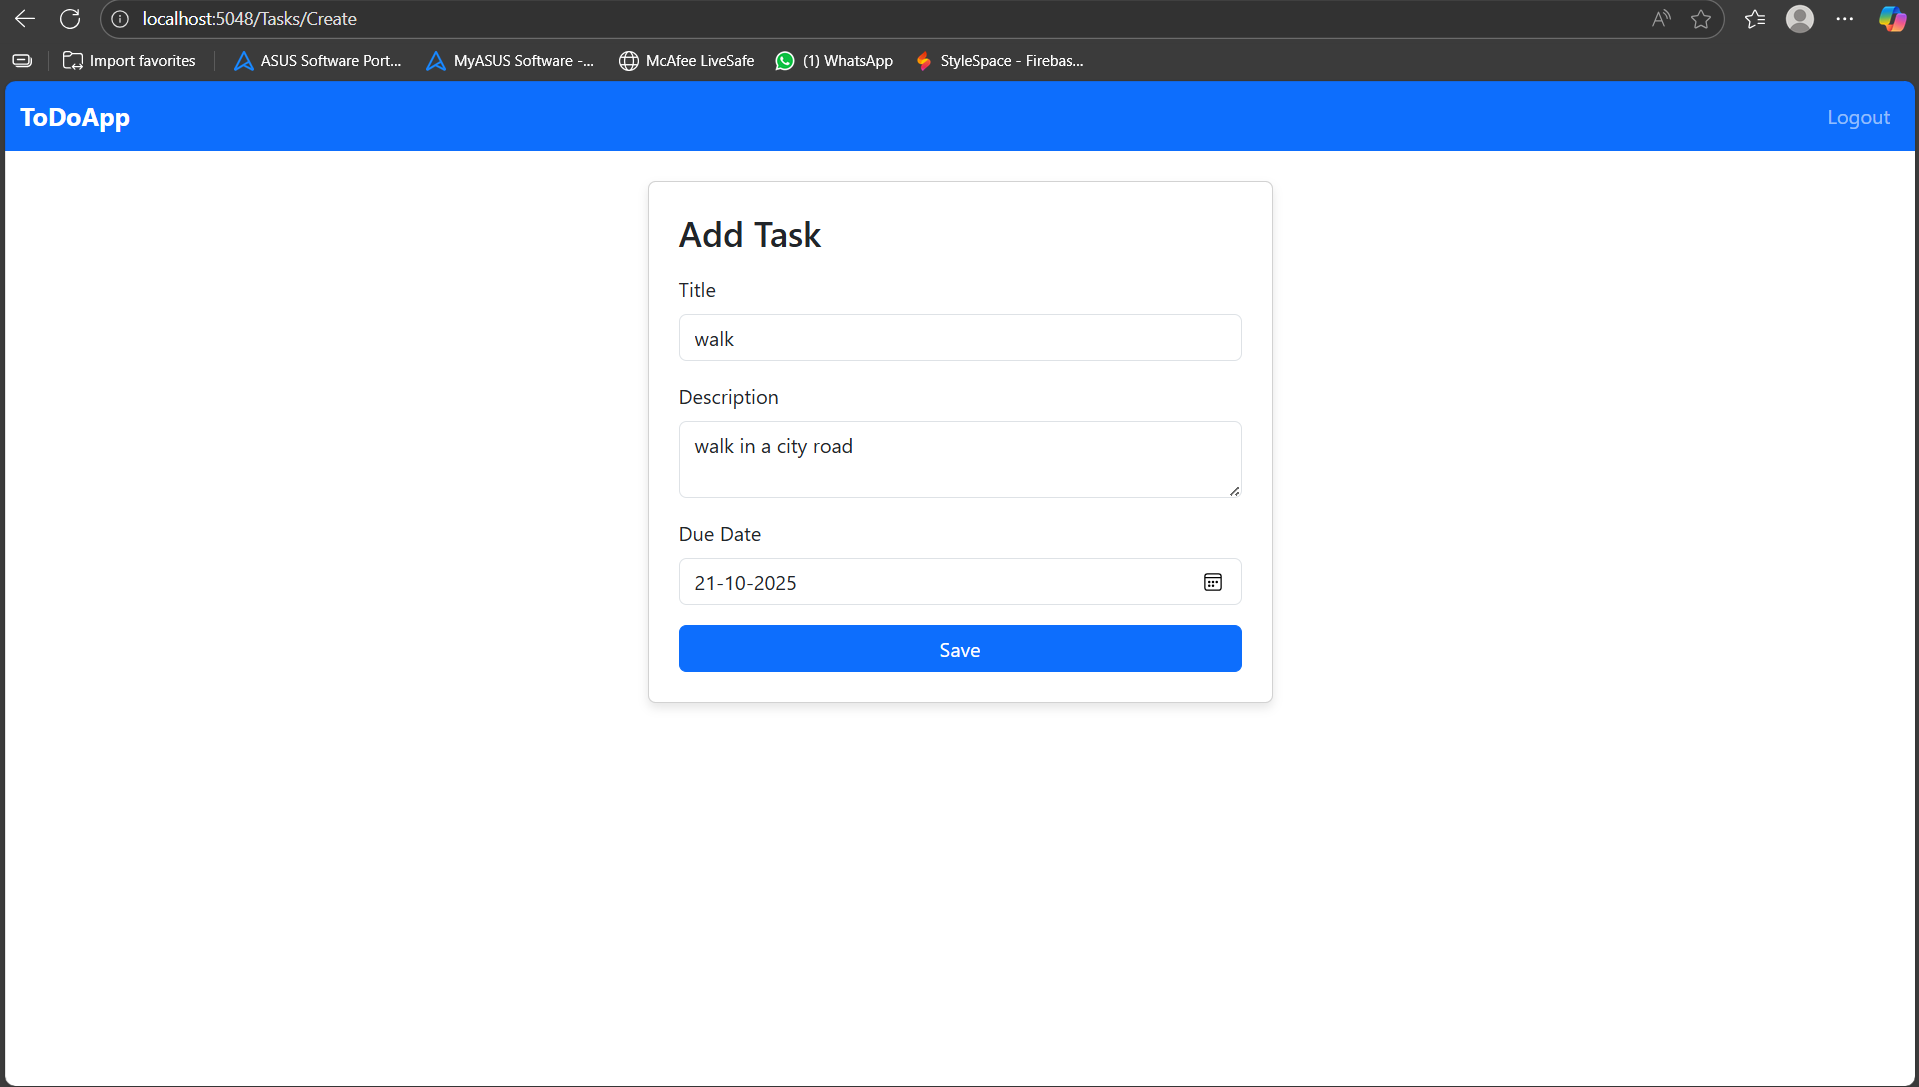 localhost:5048/Tasks/Create
Import favorites
ASUS Software Port...
MyASUS Software -...
McAfee LiveSafe
(1) WhatsApp
StyleSpace - Firebas...
ToDoApp
Logout
Add Task
Title
walk
Description
walk in a city road
Due Date
21-10-2025
Save